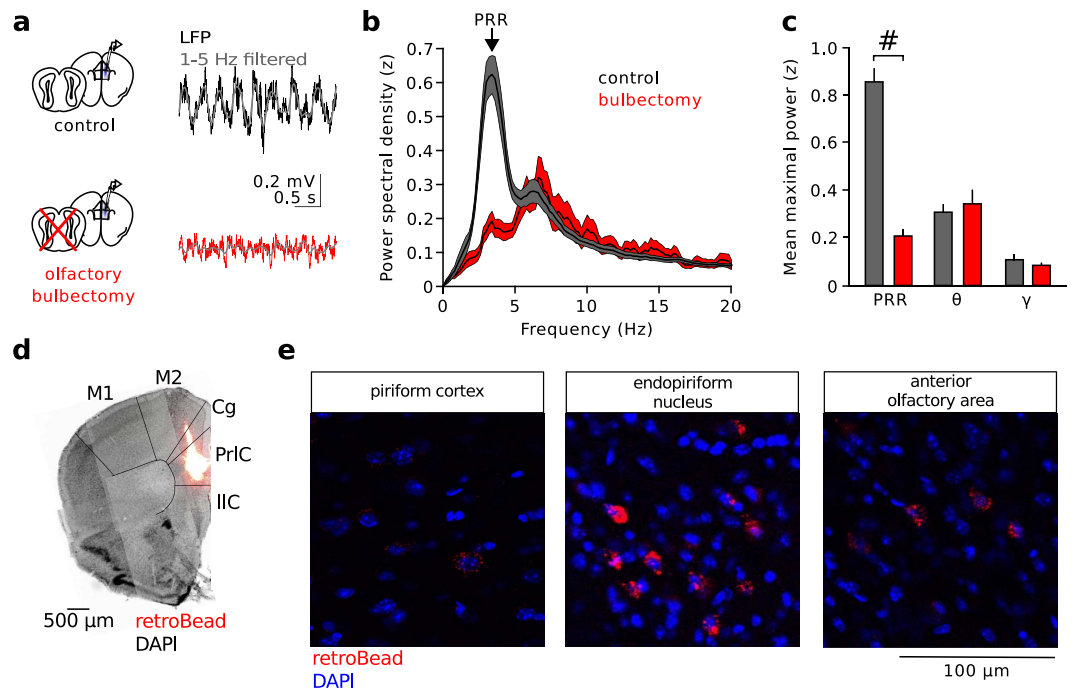 a
LFP
1-5 Hz filtered
control
0.2 mV
0.5 s
olfactory
bulbectomy
b
PRR
0.7
0.6
0.5
0.4
0.3
0.2
0.1
0
0
5
10
15
20
Power spectral density (z)
Frequency (Hz)
control
bulbectomy
c
#
1.0
0.8
0.6
0.4
0.2
0
Mean maximal power (z)
PRR
θ
γ
d
M1
M2
Cg
PrlC
IlC
500 µm
retroBead
DAPI
e
piriform cortex
endopiriform
nucleus
anterior
olfactory area
retroBead
DAPI
100 µm